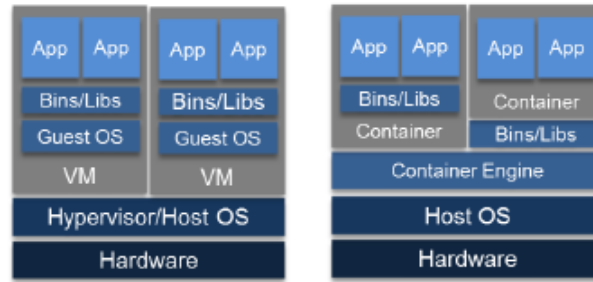 App App App App
Bins/Libs Bins/Libs
Guest OS Guest OS
VM VM
Hypervisor/Host OS
Hardware
App App App App
Bins/Libs Container
Container Bins/Libs
Container Engine
Host OS
Hardware